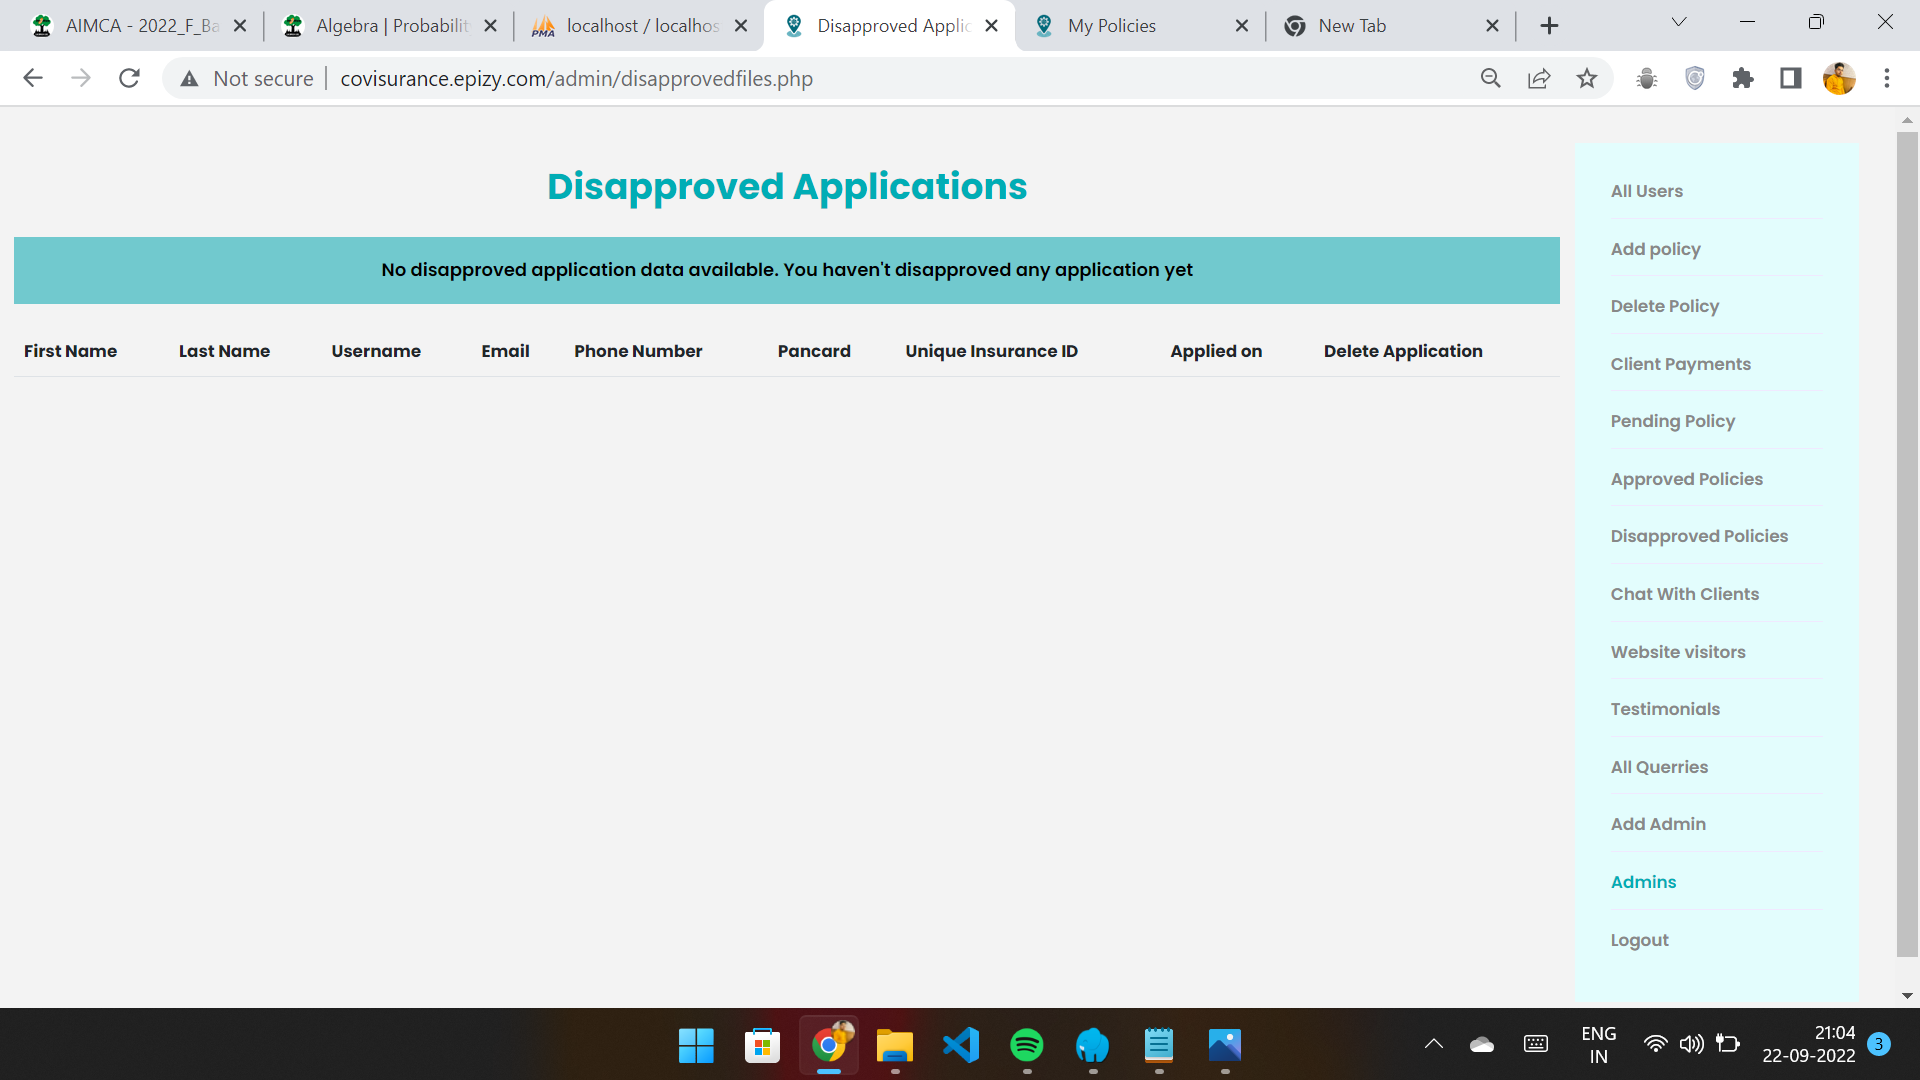 AIMCA - 2022_F_Ba
Algebra | Probabilit
localhost / localhos
Disapproved Applic
My Policies
New Tab
Not secure
covisurance.epizy.com/admin/disapprovedfiles.php
Disapproved Applications
No disapproved application data available. You haven't disapproved any application yet
First Name Last Name Username Email Phone Number Pancard Unique Insurance ID Applied on Delete Application
All Users
Add policy
Delete Policy
Client Payments
Pending Policy
Approved Policies
Disapproved Policies
Chat With Clients
Website visitors
Testimonials
All Querries
Add Admin
Admins
Logout
PMA
ENG
IN
21:04
22-09-2022
3